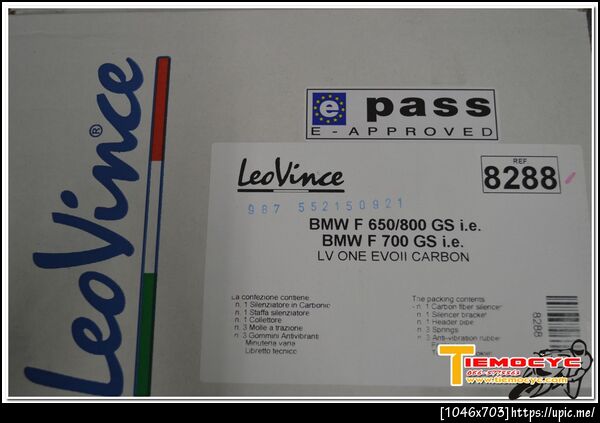 LeoVince®
e pass
E-APPROVED
LeoVince
REF
8288
987 552150921
BMW F 650/800 GS i.e.
BMW F 700 GS i.e.
LV ONE EVOII CARBON
La confezione contiene
n. 1 Silenziatore in Carbonio
n. 1 Staffa silenziatore
n. 1 Collettore
n. 3 Molle a trazione
n. 3 Gommini Antivibranti
Minuteria varia
Libretto tecnico
The packing contents
- n. 1 Carbon fiber silencer
- n. 1 Silencer bracket
n. 1 Header pipe
n. 3 Springs
n. 3 Anti-vibration rubber
8288
TIEMOCYC
www.tiemocyc.com
[1046x703]https://upic.me/